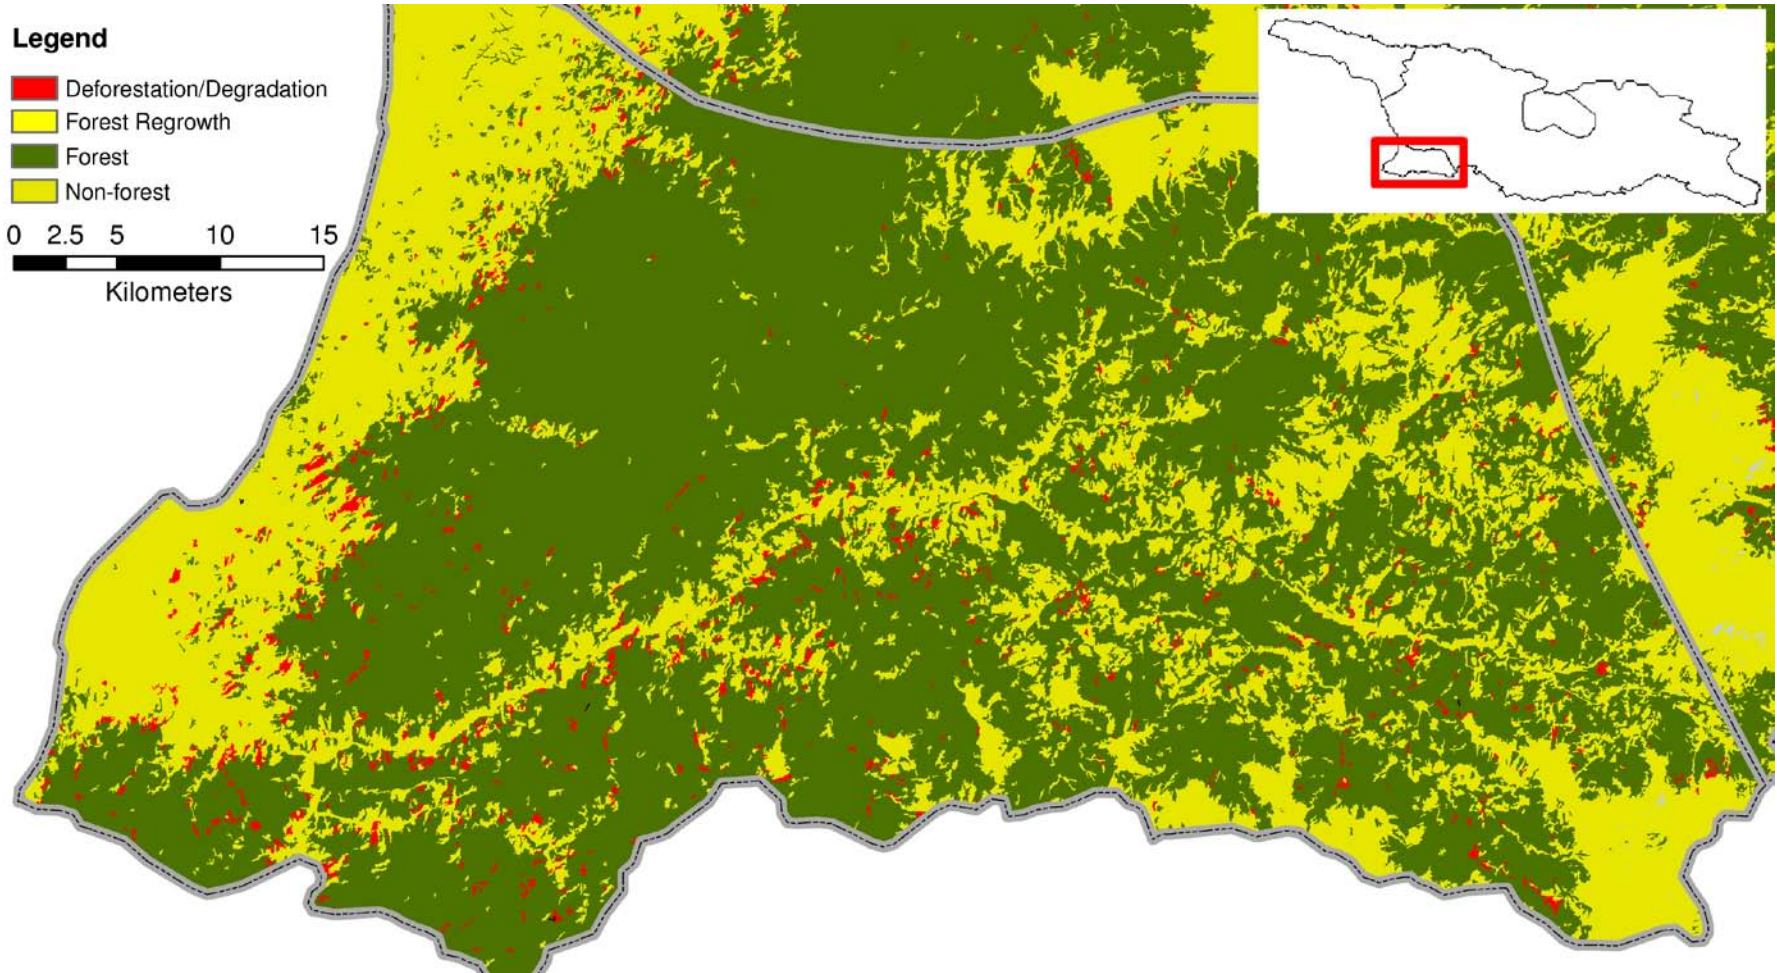 Legend
Deforestation/Degradation
Forest Regrowth
Forest
Non-forest
0 2.5 5 10 15
Kilometers